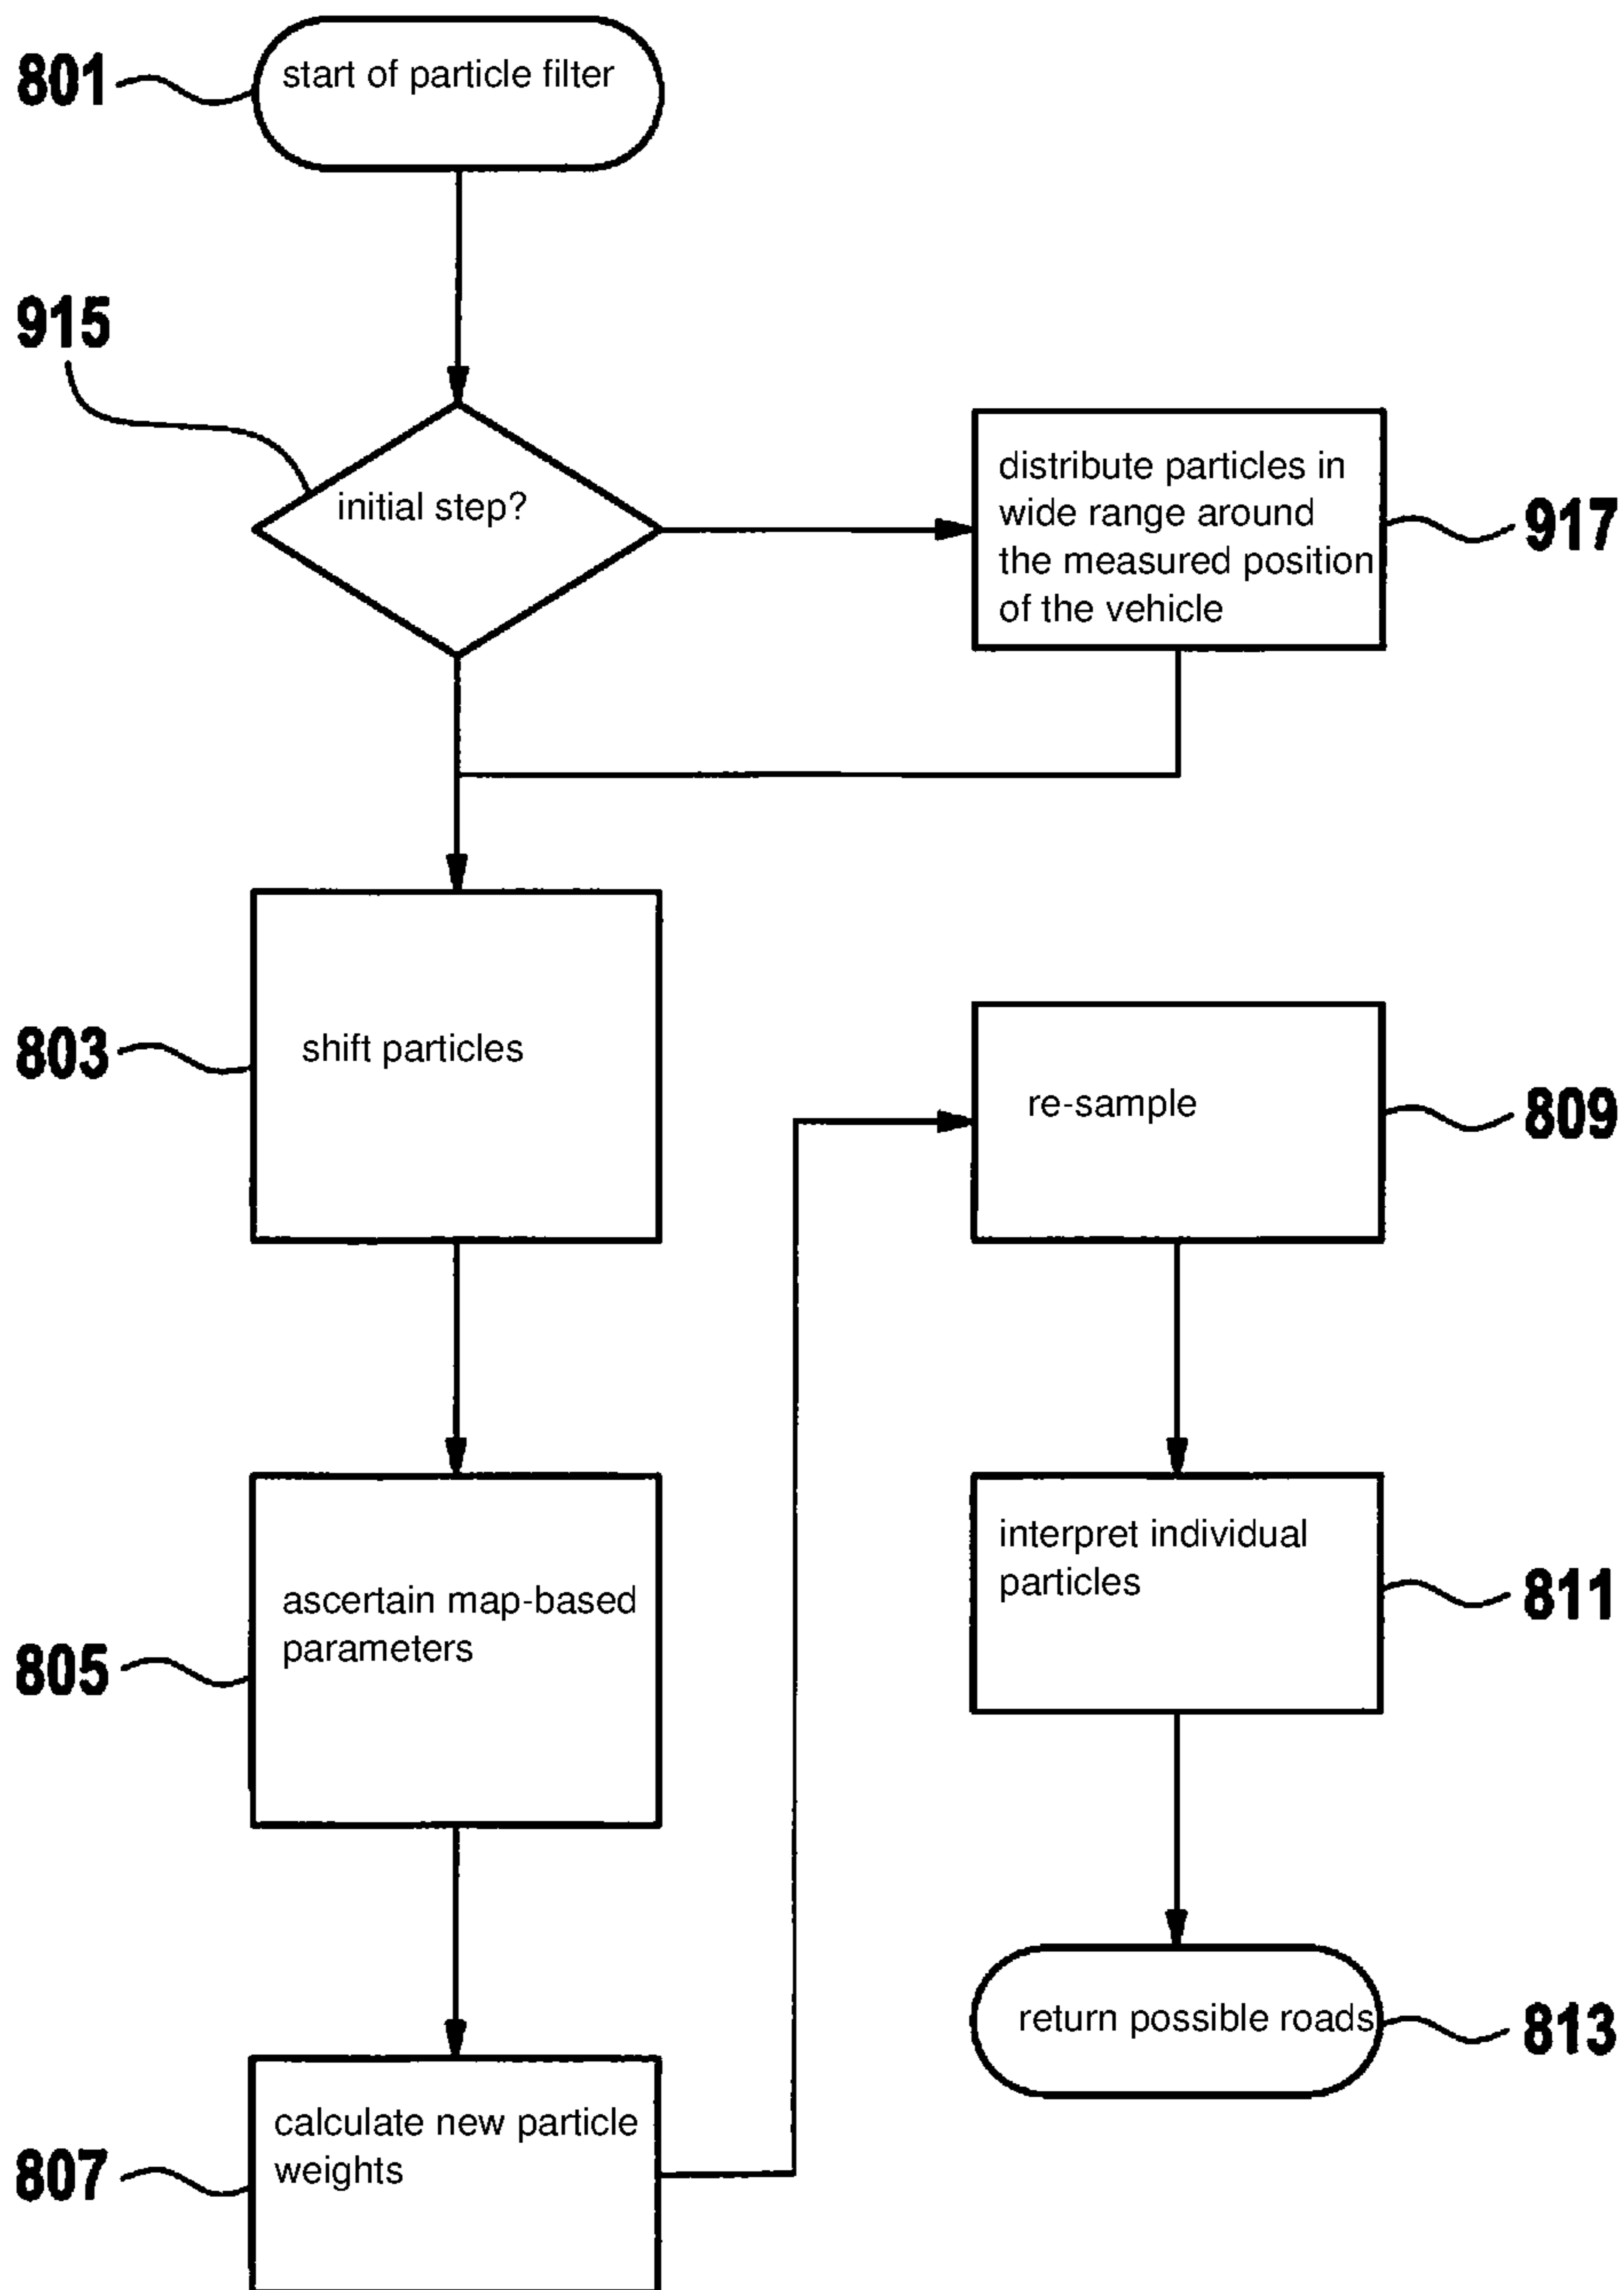 801
start of particle filter
915
initial step?
distribute particles in
wide range around
the measured position
of the vehicle
917
803
shift particles
re-sample
809
805
ascertain map-based
parameters
interpret individual
particles
811
807
calculate new particle
weights
return possible roads
813